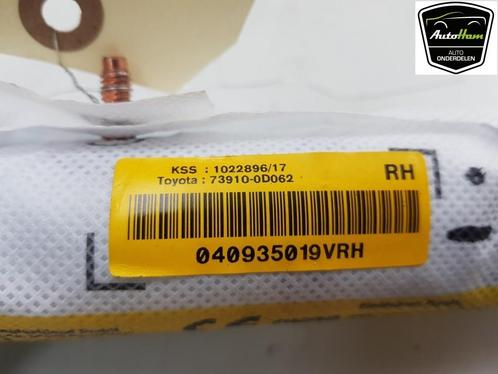 AutoHam
AUTO
ONDERDELEN
KSS : 1022896/17
Toyota : 73910-0D062
RH
040935019VRH